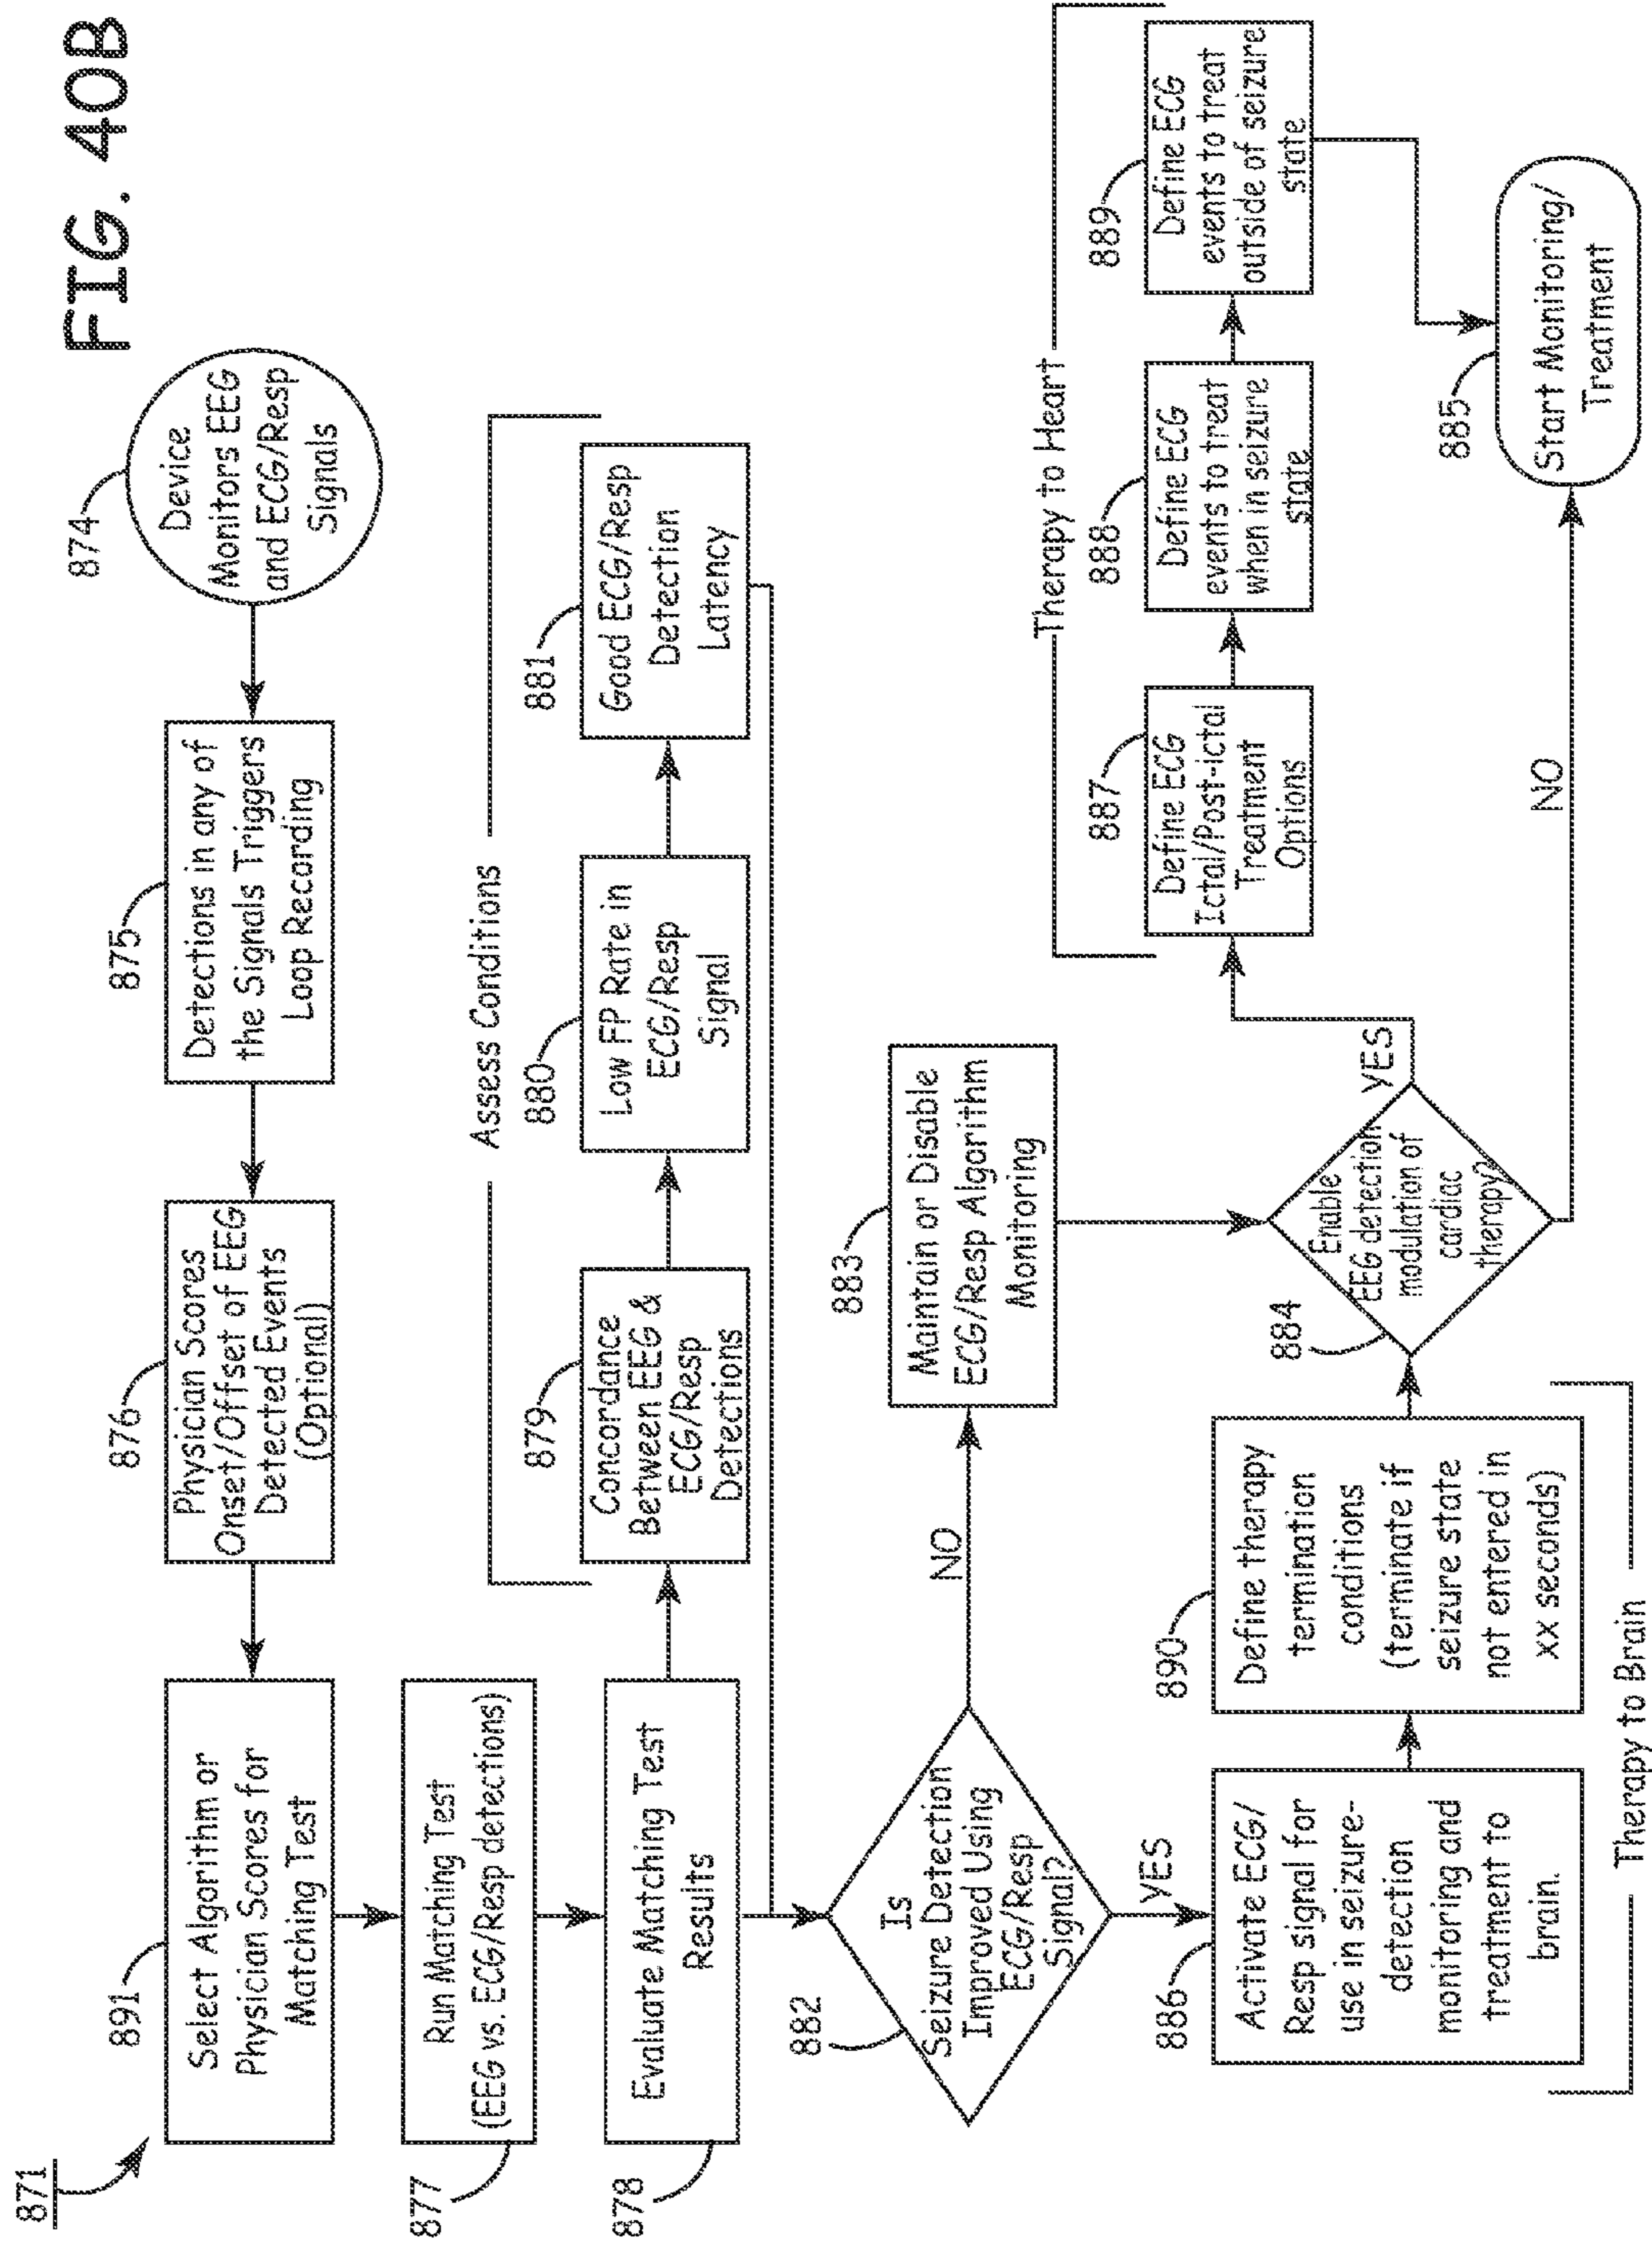 FIG. 40B
871
874
Device
Monitors EEG
and ECG/Resp
Signals
875
Detections in any of
the Signals Triggers
Loop Recording
876
Physician Scores
Onset/Offset of EEG
Detected Events
(Optional)
891
Select Algorithm or
Physician Scores for
Matching Test
877
Run Matching Test
(EEG vs. ECG/Resp detections)
878
Evaluate Matching Test
Results
Assess Conditions
879
Concordance
Between EEG &
ECG/Resp
Detections
880
Low FP Rate in
ECG/Resp
Signal
881
Good ECG/Resp
Detection
Latency
882
Is
Seizure Detection
Improved Using
ECG/Resp
Signal?
NO
883
Maintain or Disable
ECG/Resp Algorithm
Monitoring
YES
886
Activate ECG/
Resp signal for
use in seizure-
detection
monitoring and
treatment to
brain.
890
Define therapy
termination
conditions
(terminate if
seizure state
not entered in
xx seconds)
Therapy to Brain
884
Enable
EEG detection
modulation of
cardiac
therapy?
YES
NO
Therapy to Heart
887
Define ECG
Ictal/Post-ictal
Treatment
Options
888
Define ECG
events to treat
when in seizure
state
889
Define ECG
events to treat
outside of seizure
state
885
Start Monitoring/
Treatment